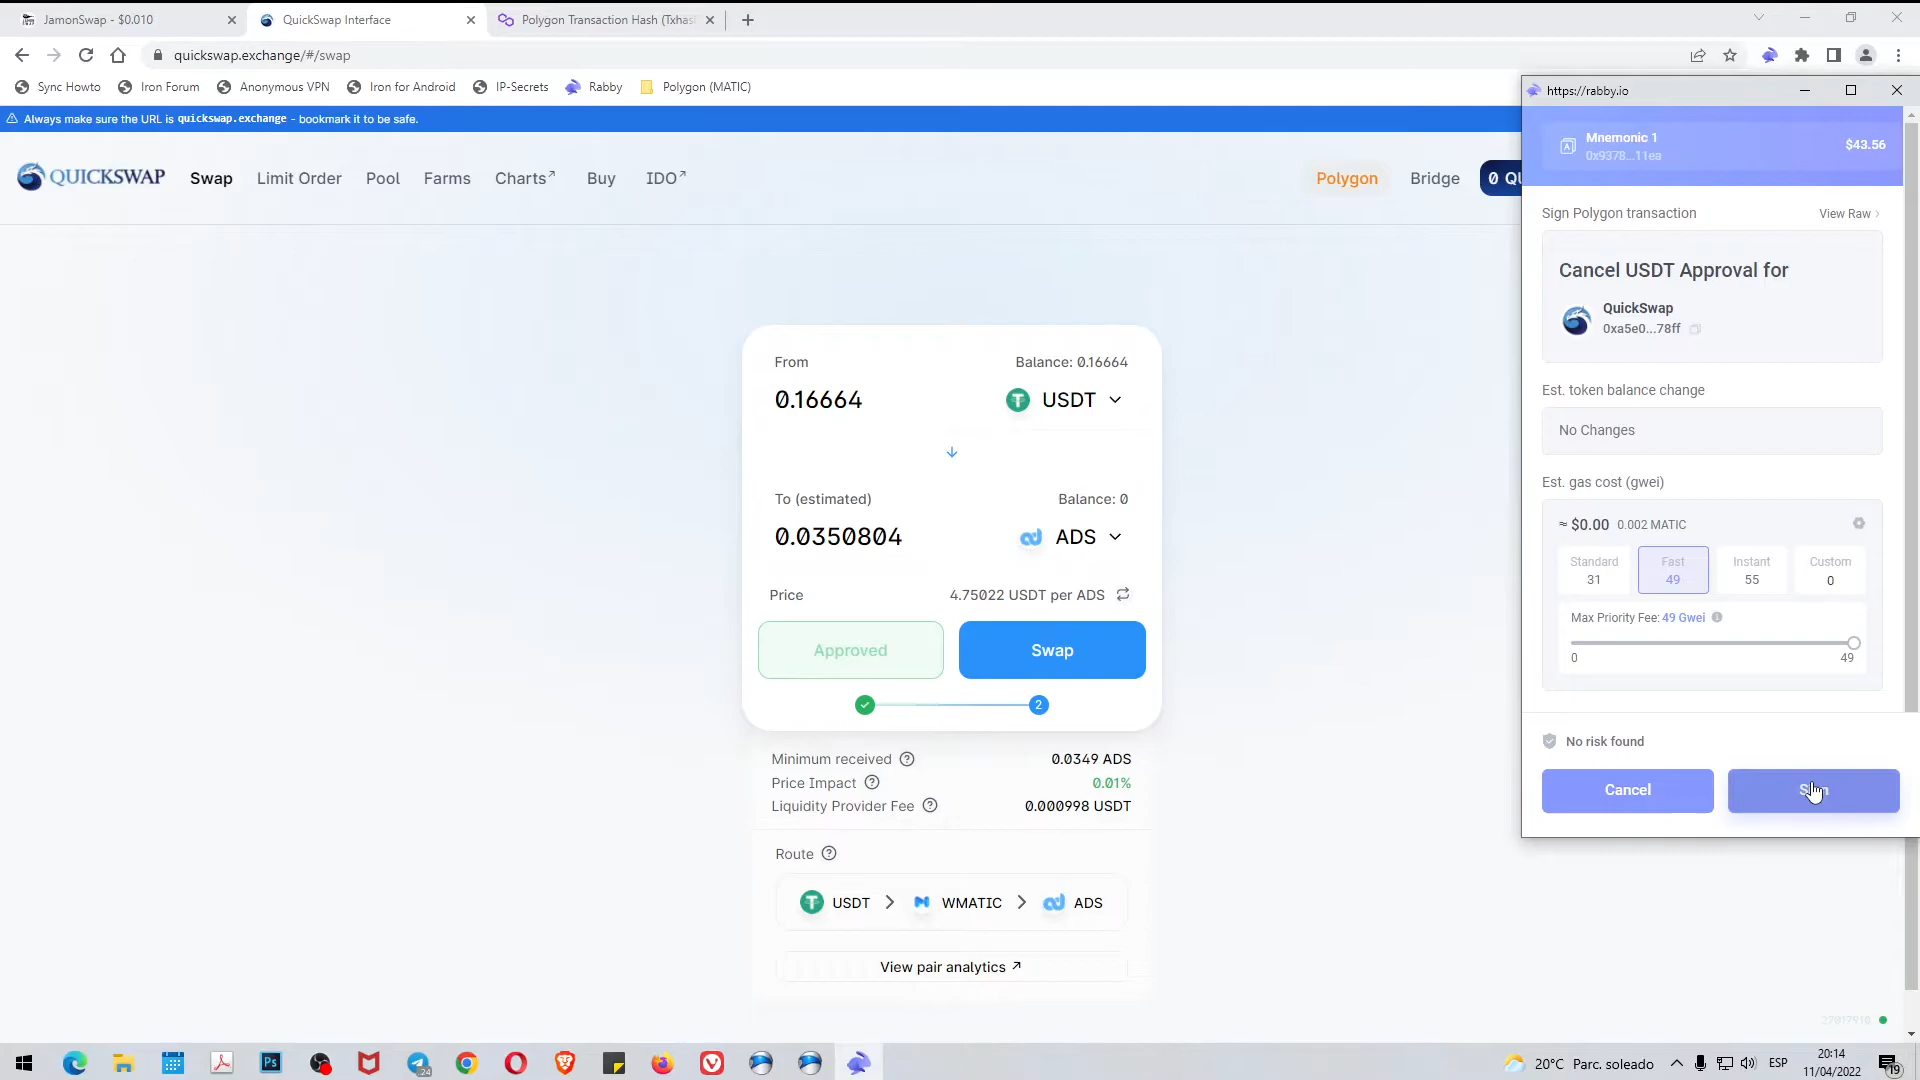 JamonSwap - $0.010
QuickSwap Interface
Polygon Transaction Hash (Txhas
quickswap.exchange/#/swap
Sync Howto
Iron Forum
Anonymous VPN
Iron for Android
IP-Secrets
Rabby
Polygon (MATIC)
Always make sure the URL is quickswap.exchange - bookmark it to be safe.
QUICKSWAP
Swap
Limit Order
Pool
Farms
Charts↗
Buy
IDO↗
Polygon
Bridge
0 QU
From
Balance: 0.16664
0.16664
USDT
To (estimated)
Balance: 0
0.0350804
ADS
Price
4.75022 USDT per ADS
Approved
Swap
2
Minimum received
0.0349 ADS
Price Impact
0.01%
Liquidity Provider Fee
0.000998 USDT
Route
USDT > WMATIC > ADS
View pair analytics ↗
27017910
https://rabby.io
Mnemonic 1
0x9378...11ea
$43.56
Sign Polygon transaction
View Raw >
Cancel USDT Approval for
QuickSwap
0xa5e0...78ff
Est. token balance change
No Changes
Est. gas cost (gwei)
≈ $0.00 0.002 MATIC
Standard
31
Fast
49
Instant
55
Custom
0
Max Priority Fee: 49 Gwei
0
49
No risk found
Cancel
20°C Parc. soleado
ESP
20:14
11/04/2022
19
24
Ps